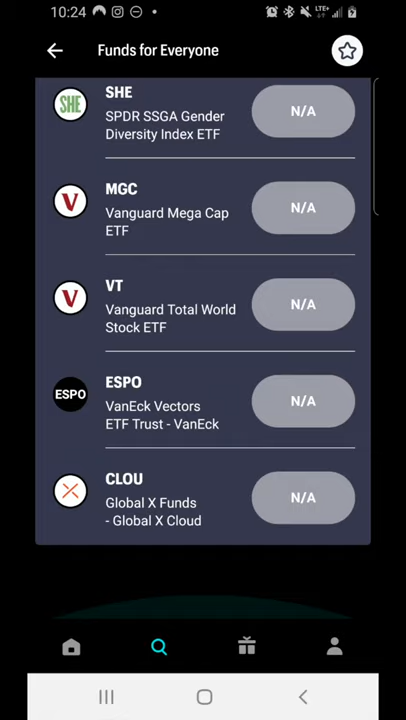 10:24
LTE+
Funds for Everyone
SHE
SHE
SPDR SSGA Gender
Diversity Index ETF
N/A
V
MGC
Vanguard Mega Cap
ETF
N/A
V
VT
Vanguard Total World
Stock ETF
N/A
ESPO
ESPO
VanEck Vectors
ETF Trust - VanEck
N/A
CLOU
Global X Funds
- Global X Cloud
N/A